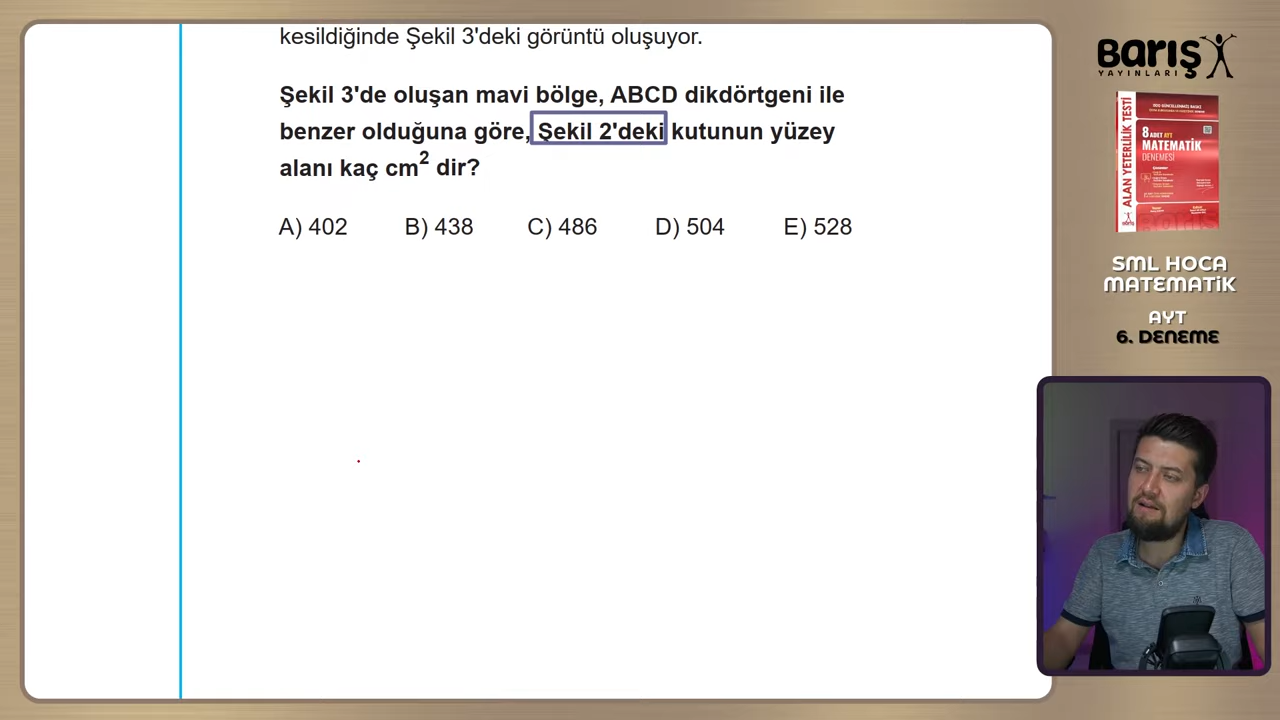 kesildiğinde Şekil 3'deki görüntü oluşuyor.
Şekil 3'de oluşan mavi bölge, ABCD dikdörtgeni ile
benzer olduğuna göre, Şekil 2'deki kutunun yüzey
alanı kaç cm² dir?
A) 402 B) 438 C) 486 D) 504 E) 528
Barış
YAYINLARI
ALAN YETERLİLİK TESTİ
8 ADET AYT
MATEMATİK
DENEMESİ
SML HOCA
MATEMATİK
AYT
6. DENEME